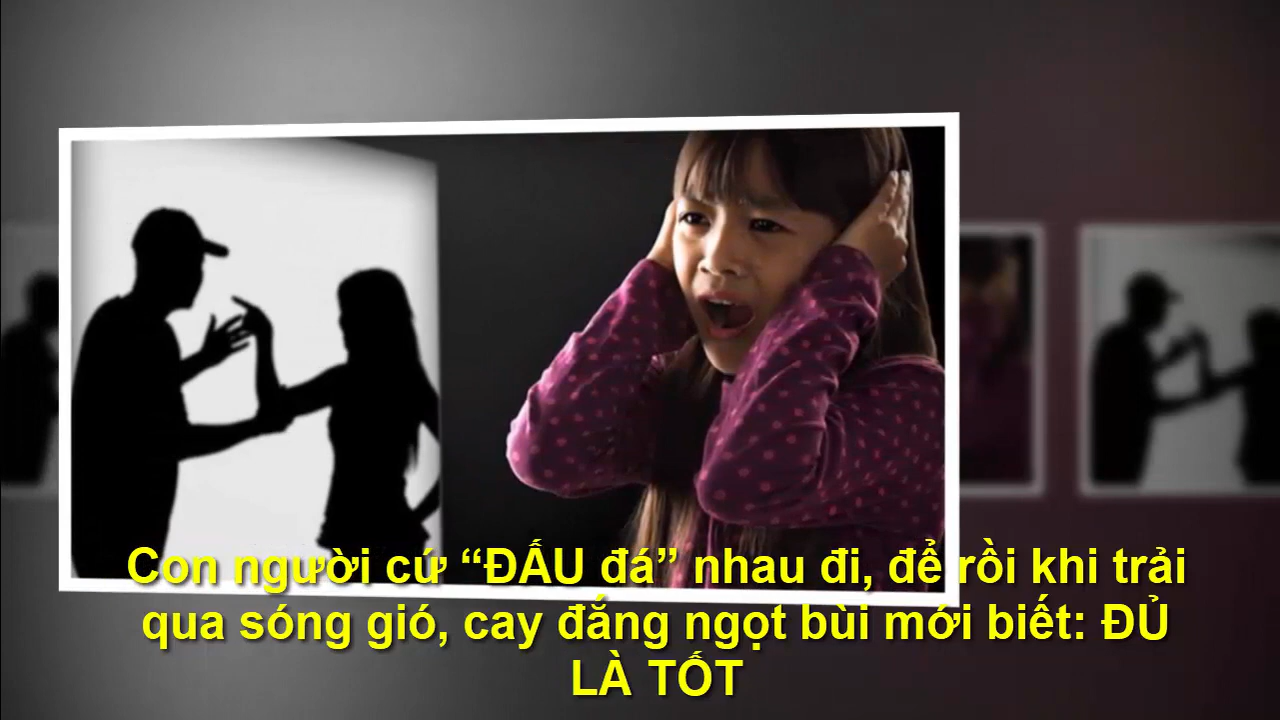 Con người cứ “ĐẤU đá” nhau đi, để rồi khi trải
qua sóng gió, cay đắng ngọt bùi mới biết: ĐỦ
LÀ TỐT